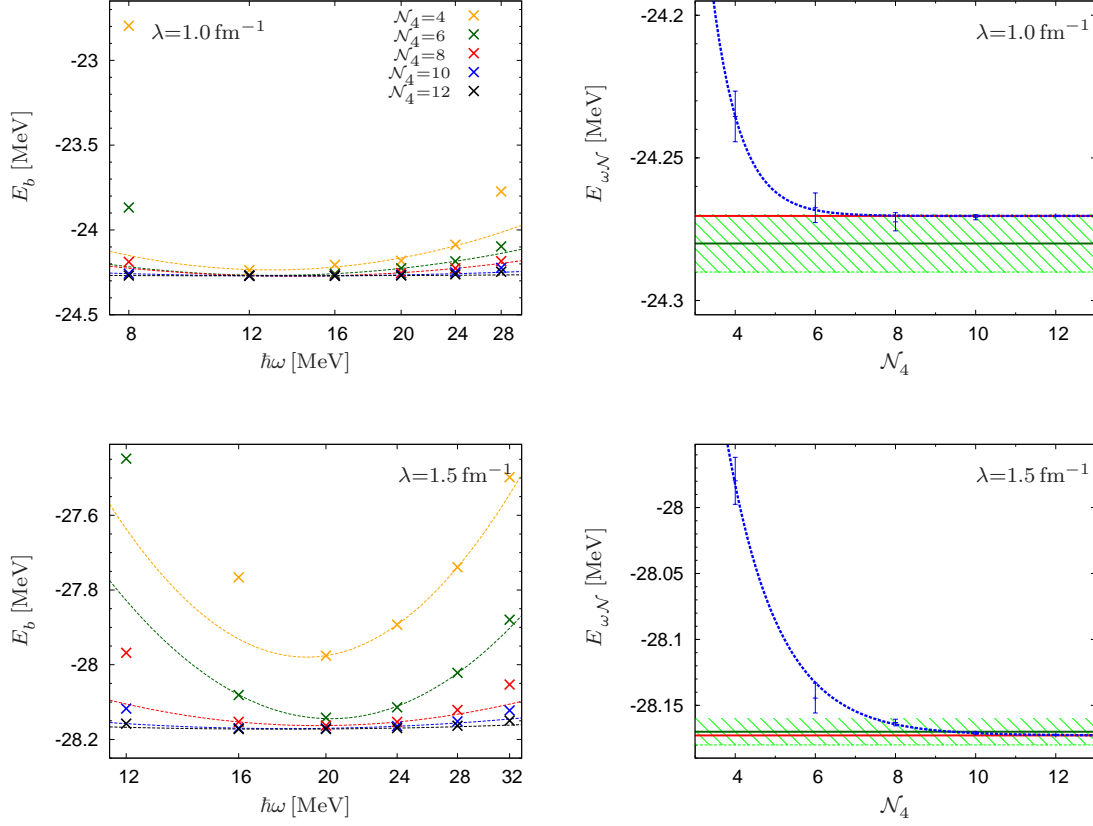 λ=1.0 fm⁻¹
𝒩₄=4
𝒩₄=6
𝒩₄=8
𝒩₄=10
𝒩₄=12
E_b [MeV]
-23
-23.5
-24
-24.5
8
12
16
20
24
28
ħω [MeV]
λ=1.0 fm⁻¹
E_ω𝒩 [MeV]
-24.2
-24.25
-24.3
4
6
8
10
12
𝒩₄
λ=1.5 fm⁻¹
E_b [MeV]
-27.6
-27.8
-28
-28.2
12
16
20
24
28
32
ħω [MeV]
λ=1.5 fm⁻¹
E_ω𝒩 [MeV]
-28
-28.05
-28.1
-28.15
4
6
8
10
12
𝒩₄